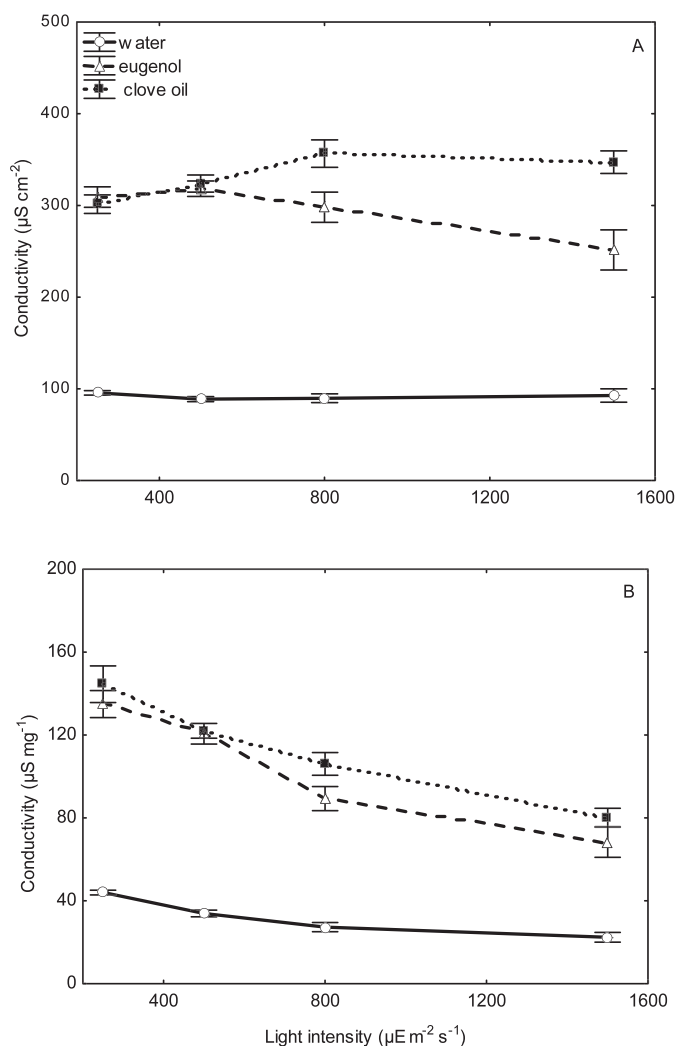 500
A
water
eugenol
clove oil
400
300
200
100
0
Conductivity (µS cm⁻²)
400
800
1200
1600
200
B
160
120
80
40
0
Conductivity (µS mg⁻¹)
400
800
1200
1600
Light intensity (µE m⁻² s⁻¹)